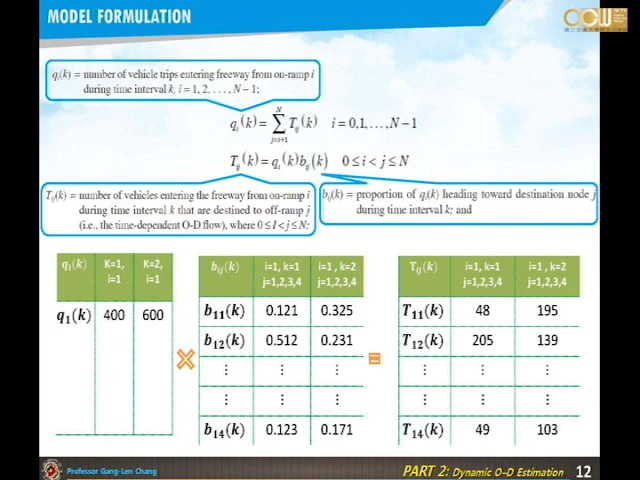 MODEL FORMULATION
OCW
qᵢ(k) = number of vehicle trips entering freeway from on-ramp i
during time interval k, i = 1, 2, . . . , N − 1;
qᵢ(k) = ∑_{j=i+1}^{N} Tᵢⱼ(k)   i = 0,1, . . . , N − 1
Tᵢⱼ(k) = qᵢ(k)bᵢⱼ(k)   0 ≤ i < j ≤ N
Tᵢⱼ(k) = number of vehicles entering the freeway from on-ramp i
during time interval k that are destined to off-ramp j
(i.e., the time-dependent O-D flow), where 0 ≤ I < j ≤ N;
bᵢⱼ(k) = proportion of qᵢ(k) heading toward destination node j
during time interval k; and
qᵢ(k) K=1, i=1 K=2, i=1
q₁(k) 400 600
×
bᵢⱼ(k) i=1, k=1 j=1,2,3,4 i=1 , k=2 j=1,2,3,4
b₁₁(k) 0.121 0.325
b₁₂(k) 0.512 0.231
⋮ ⋮ ⋮
⋮ ⋮ ⋮
b₁₄(k) 0.123 0.171
=
Tᵢⱼ(k) i=1, k=1 j=1,2,3,4 i=1 , k=2 j=1,2,3,4
T₁₁(k) 48 195
T₁₂(k) 205 139
⋮ ⋮ ⋮
⋮ ⋮ ⋮
T₁₄(k) 49 103
Professor Gang-Len Chang
PART 2: Dynamic O-D Estimation 12